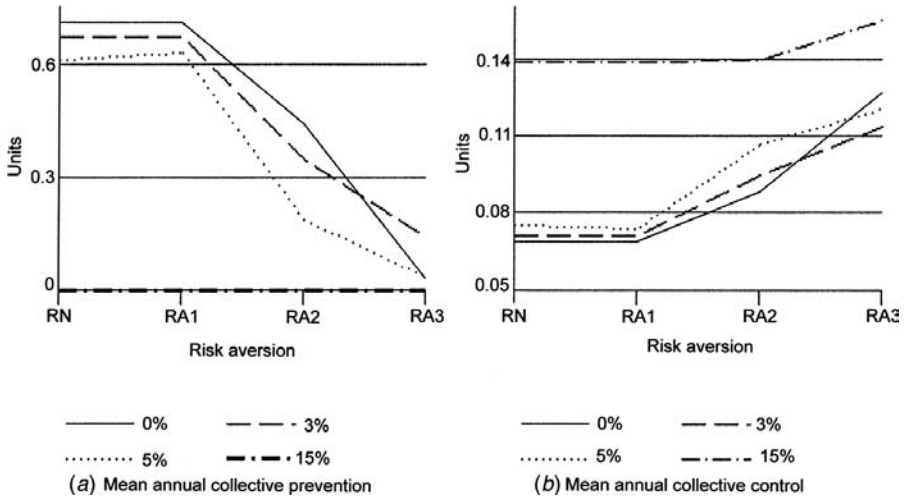 0.6
0.3
0
Units
RN RA1 RA2 RA3
Risk aversion
0% 3%
5% 15%
(a) Mean annual collective prevention
0.14
0.11
0.08
0.05
Units
RN RA1 RA2 RA3
Risk aversion
0% 3%
5% 15%
(b) Mean annual collective control